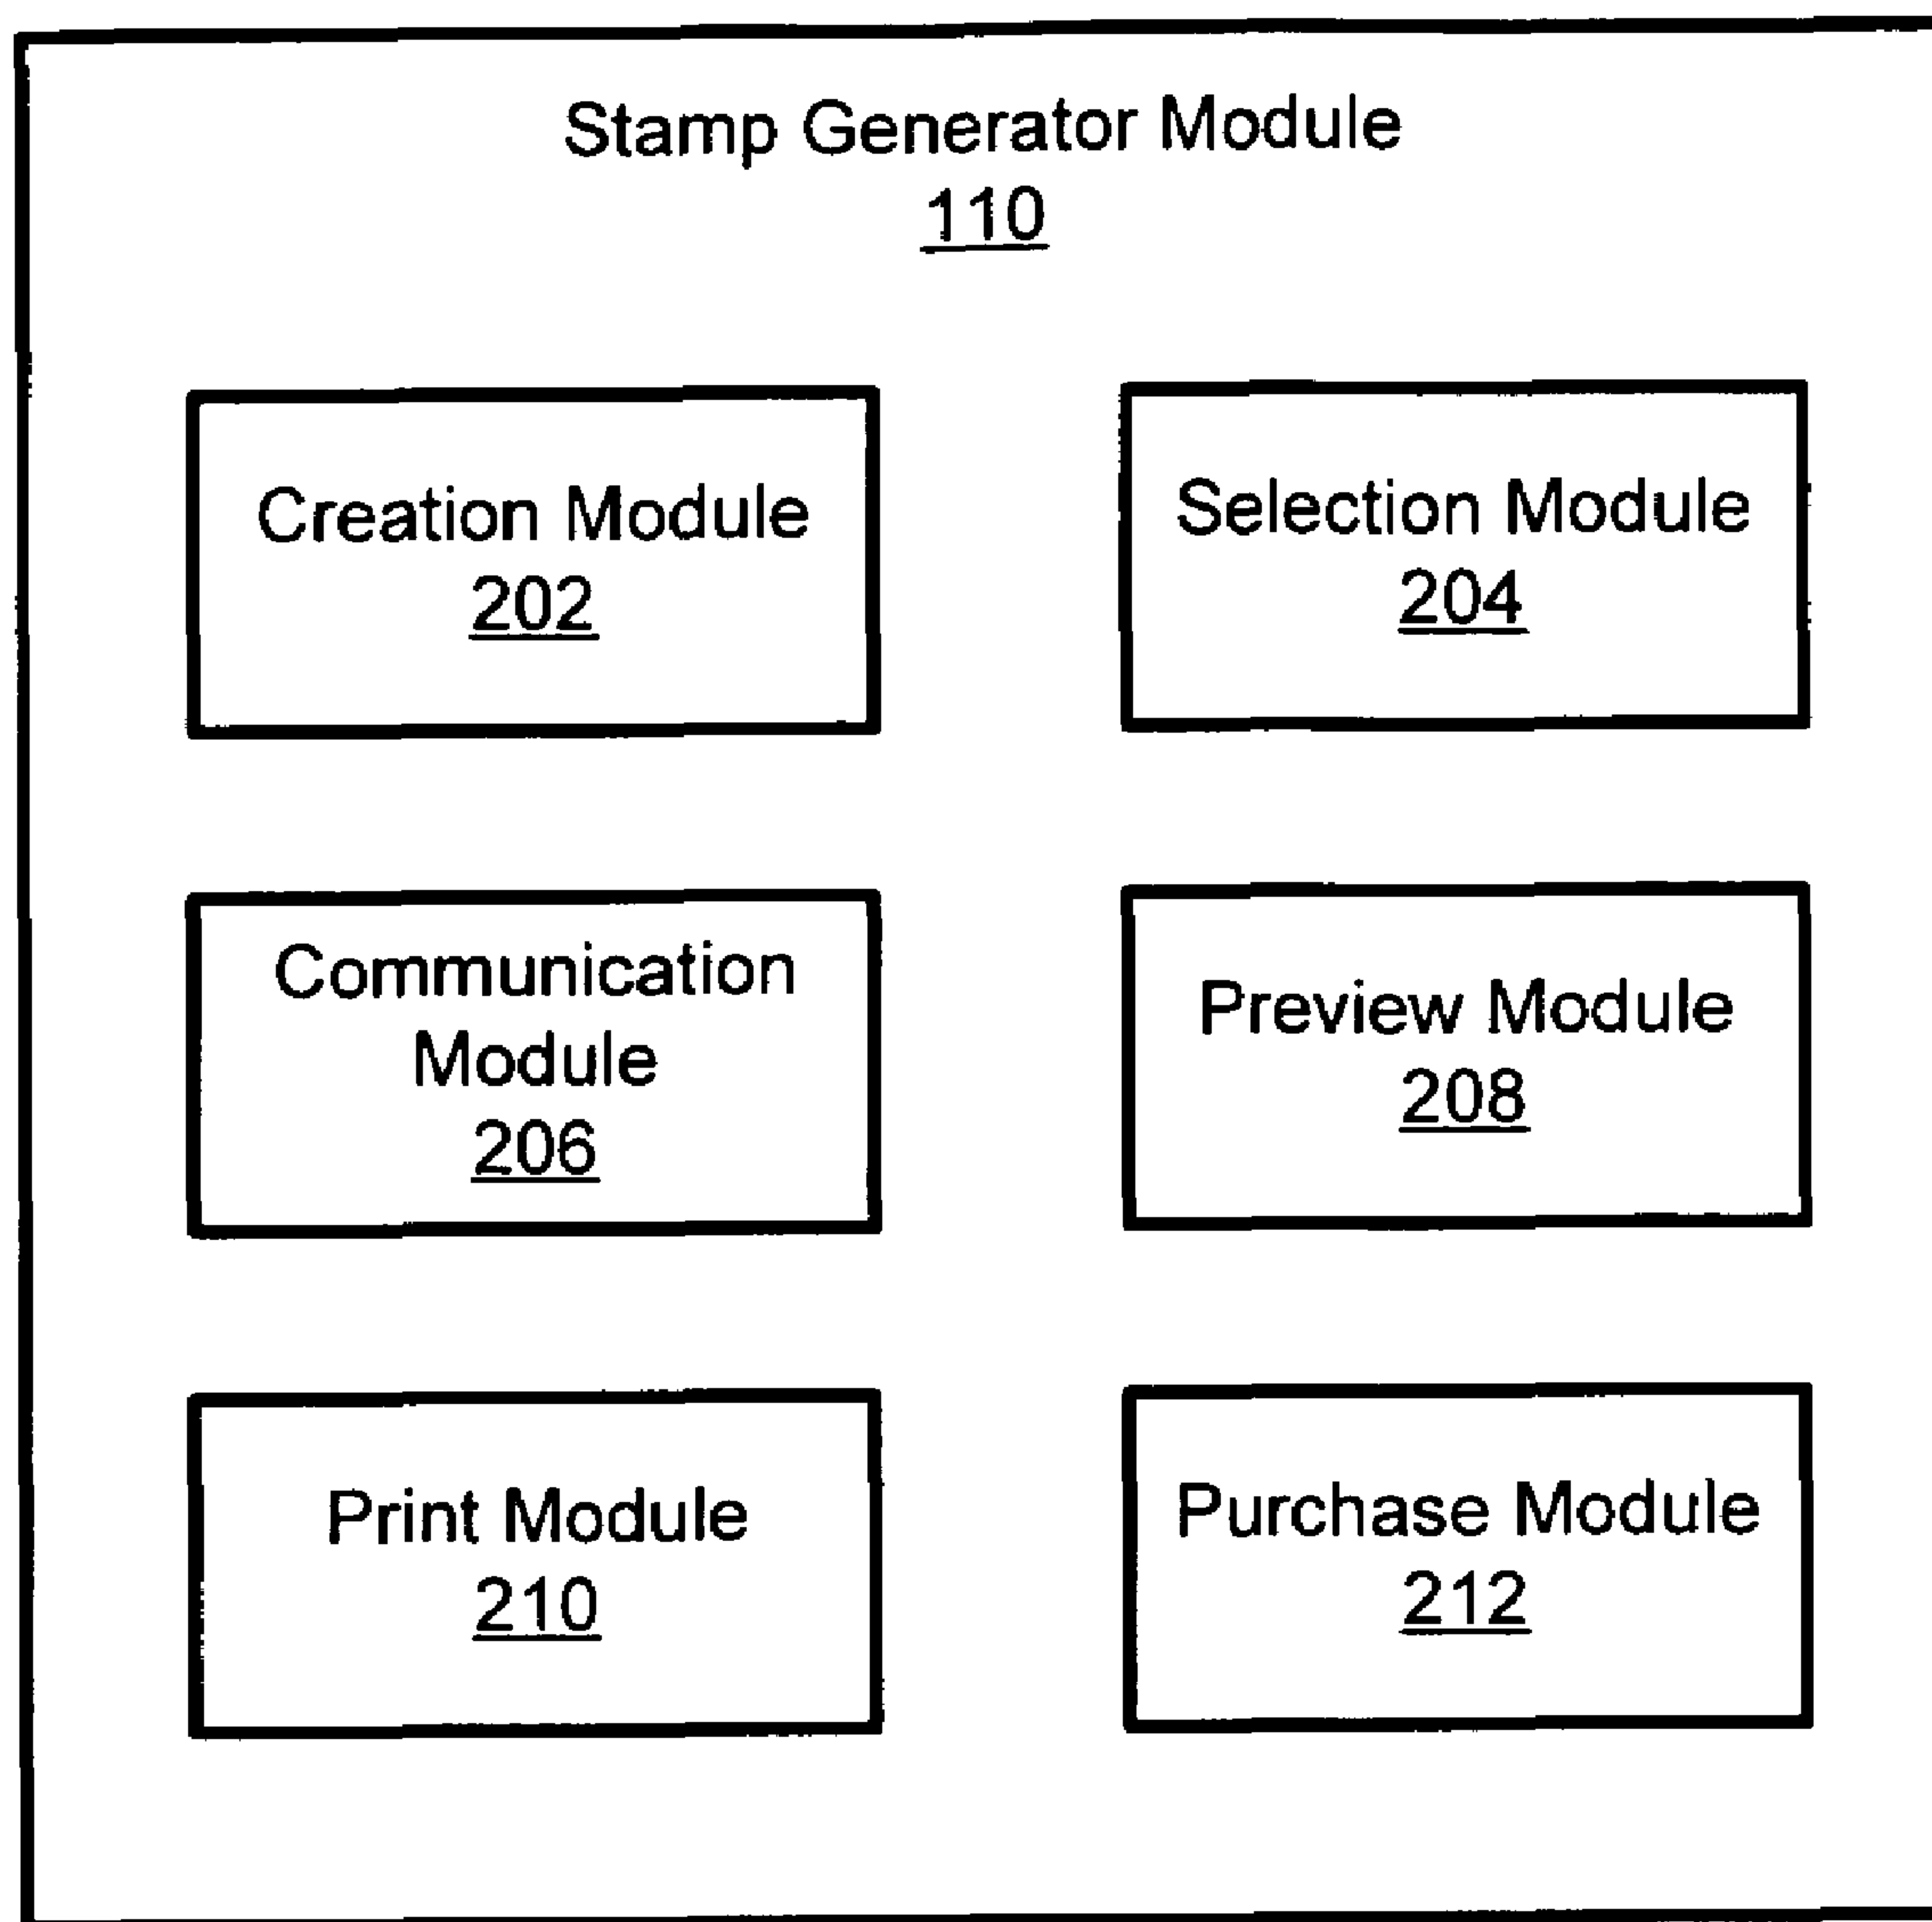 Stamp Generator Module
110
Creation Module
202
Selection Module
204
Communication
Module
206
Preview Module
208
Print Module
210
Purchase Module
212